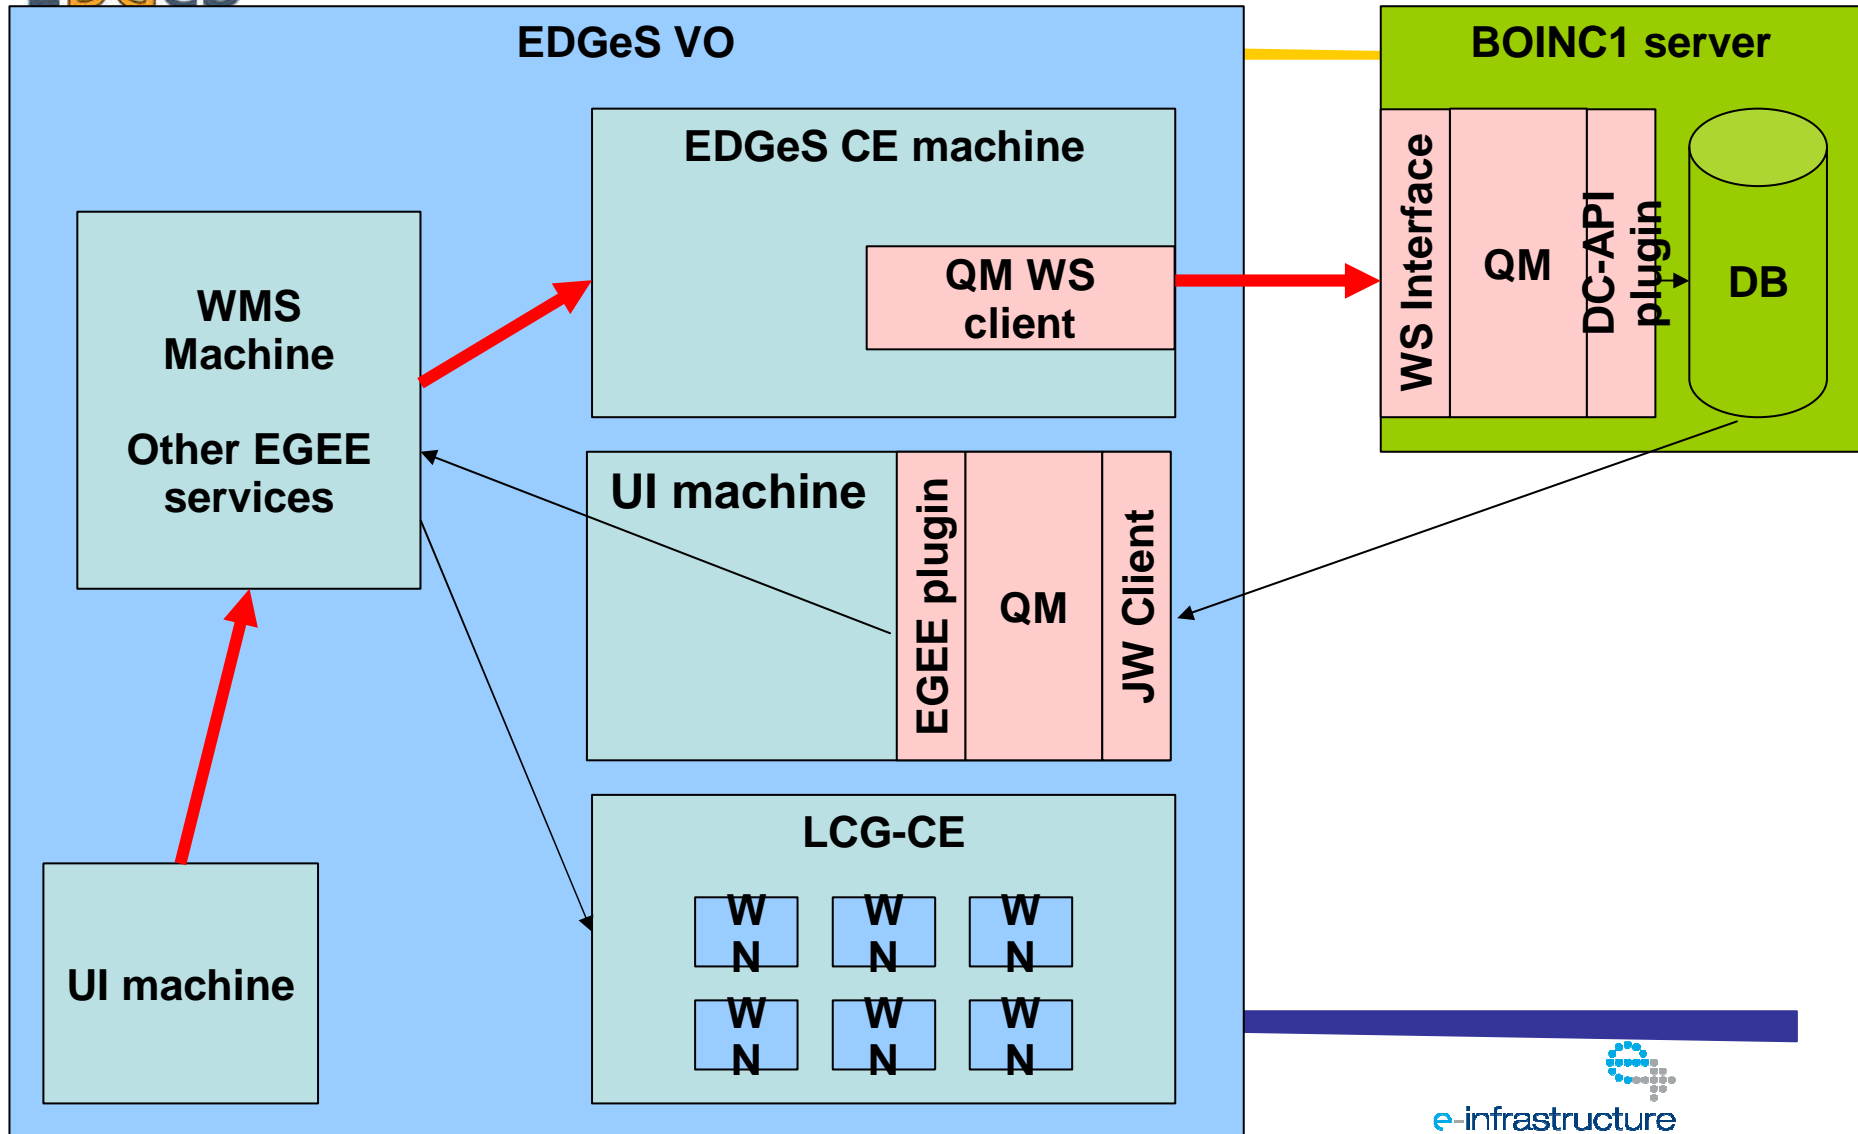 EDGeS
EDGeS VO
BOINC1 server
EDGeS CE machine
QM WS
client
WS Interface
QM
DC-API
plugin
DB
WMS
Machine
Other EGEE
services
UI machine
EGEE plugin
QM
JW Client
LCG-CE
W
N
W
N
W
N
W
N
W
N
W
N
UI machine
e-infrastructure